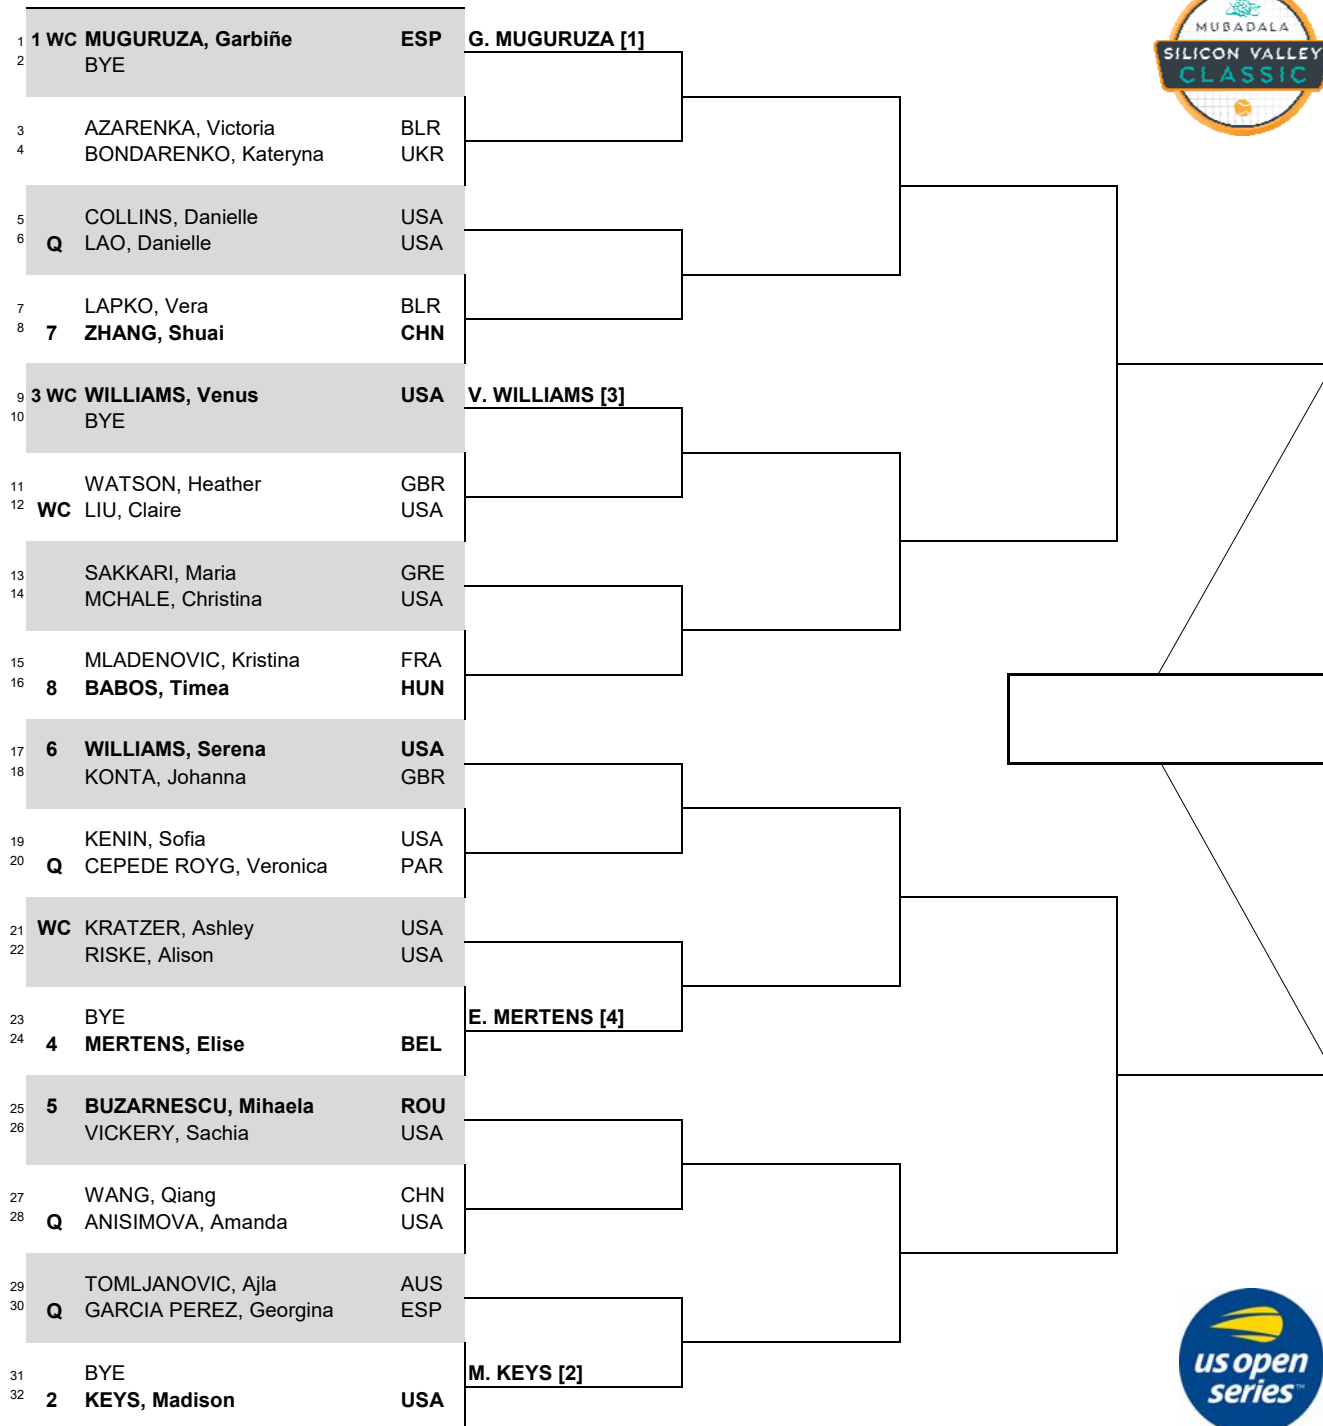 MUBADALA
SILICON VALLEY
CLASSIC
1 1 WC MUGURUZA, Garbiñe ESP G. MUGURUZA [1]
2 BYE
3 AZARENKA, Victoria BLR
4 BONDARENKO, Kateryna UKR
5 COLLINS, Danielle USA
6 Q LAO, Danielle USA
7 LAPKO, Vera BLR
8 7 ZHANG, Shuai CHN
9 3 WC WILLIAMS, Venus USA V. WILLIAMS [3]
10 BYE
11 WATSON, Heather GBR
12 WC LIU, Claire USA
13 SAKKARI, Maria GRE
14 MCHALE, Christina USA
15 MLADENOVIC, Kristina FRA
16 8 BABOS, Timea HUN
17 6 WILLIAMS, Serena USA
18 KONTA, Johanna GBR
19 KENIN, Sofia USA
20 Q CEPEDE ROYG, Veronica PAR
21 WC KRATZER, Ashley USA
22 RISKE, Alison USA
23 BYE E. MERTENS [4]
24 4 MERTENS, Elise BEL
25 5 BUZARNESCU, Mihaela ROU
26 VICKERY, Sachia USA
27 WANG, Qiang CHN
28 Q ANISIMOVA, Amanda USA
29 TOMLJANOVIC, Ajla AUS
30 Q GARCIA PEREZ, Georgina ESP
31 BYE M. KEYS [2]
32 2 KEYS, Madison USA
us open
series™